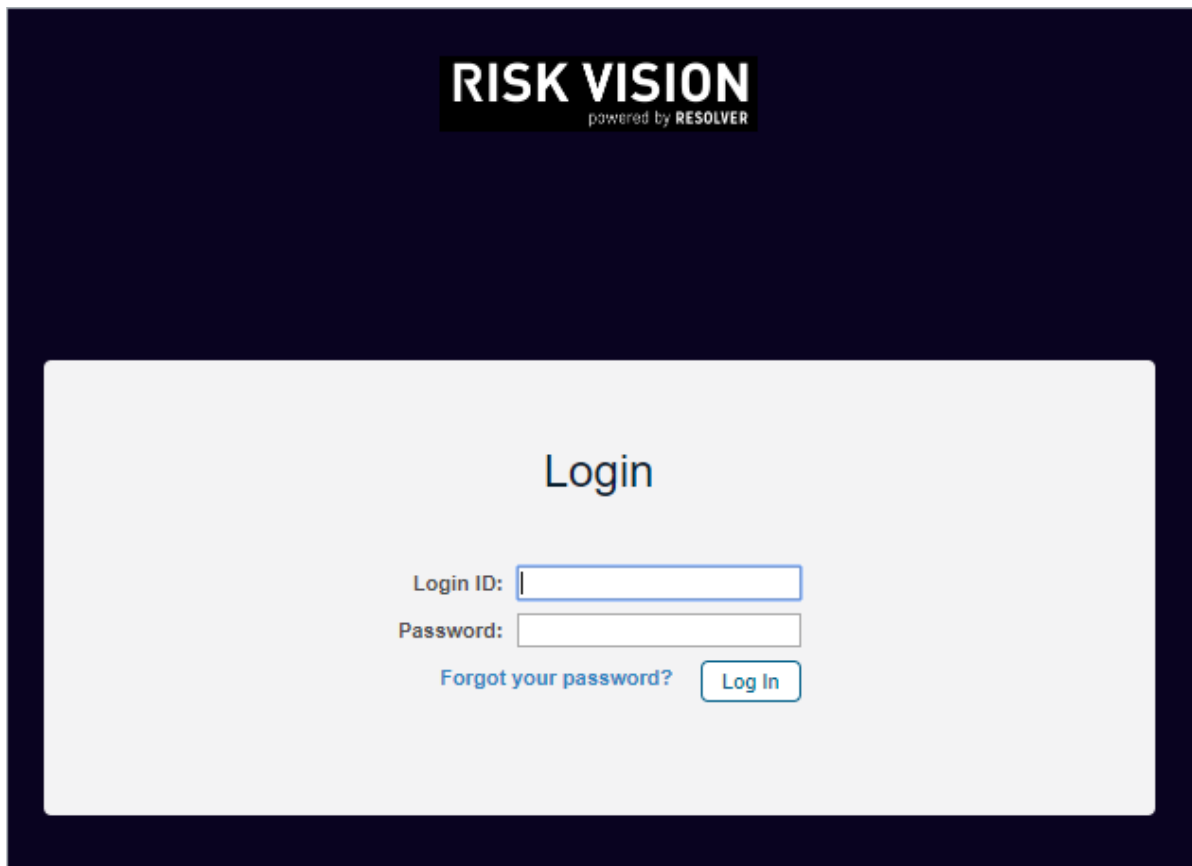 RISK VISION
powered by RESOLVER
Login
Login ID:
Password:
Forgot your password?
Log In